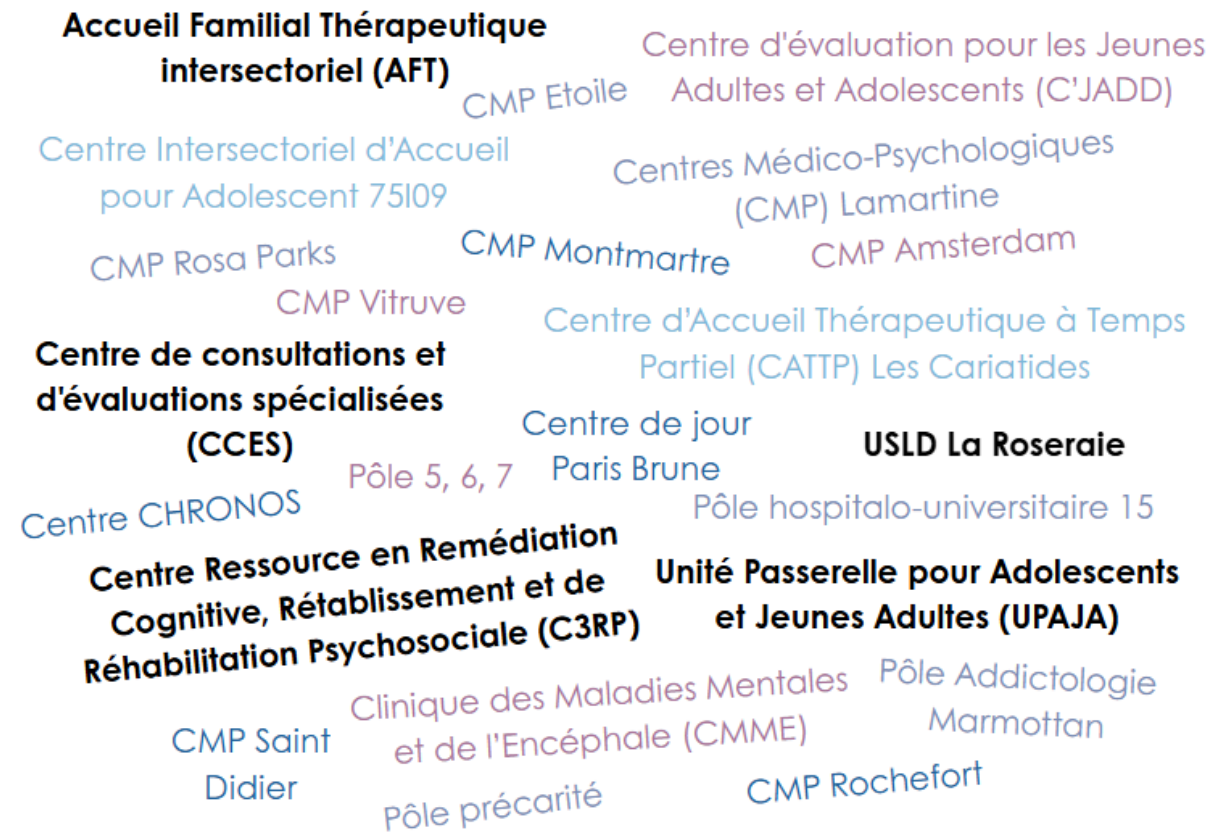 Accueil Familial Thérapeutique
intersectoriel (AFT)
Centre d'évaluation pour les Jeunes
Adultes et Adolescents (C'JADD)
CMP Etoile
Centre Intersectoriel d'Accueil
pour Adolescent 75I09
Centres Médico-Psychologiques
(CMP) Lamartine
CMP Rosa Parks
CMP Montmartre
CMP Amsterdam
CMP Vitruve
Centre d'Accueil Thérapeutique à Temps
Partiel (CATTP) Les Cariatides
Centre de consultations et
d'évaluations spécialisées
(CCES)
Centre de jour
Paris Brune
USLD La Roseraie
Pôle 5, 6, 7
Centre CHRONOS
Pôle hospitalo-universitaire 15
Centre Ressource en Remédiation
Cognitive, Rétablissement et de
Réhabilitation Psychosociale (C3RP)
Unité Passerelle pour Adolescents
et Jeunes Adultes (UPAJA)
Clinique des Maladies Mentales
et de l'Encéphale (CMME)
Pôle Addictologie
Marmottan
CMP Saint
Didier
Pôle précarité
CMP Rochefort